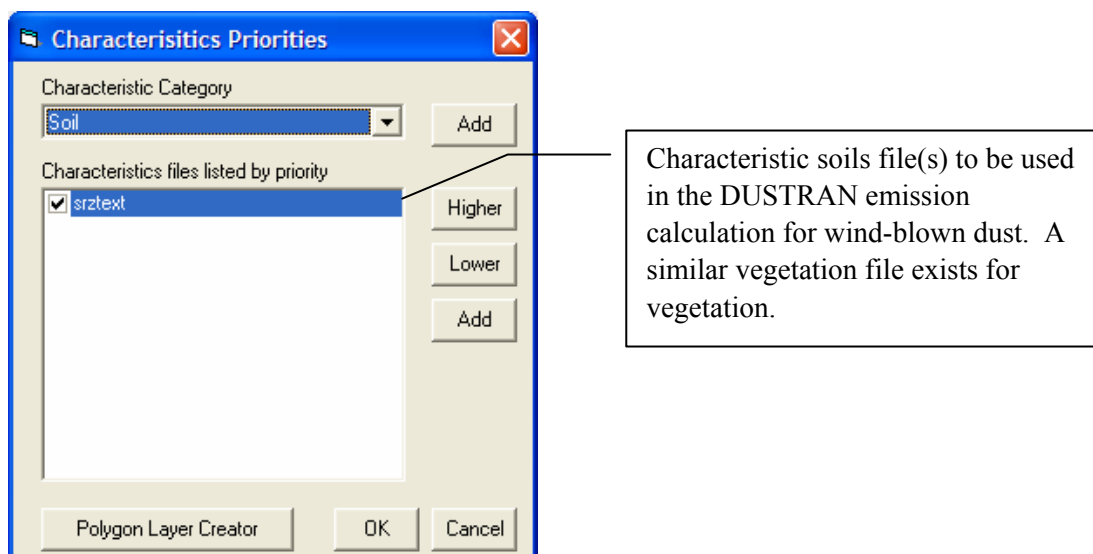 Characterisitics Priorities
Characteristic Category
Soil
Add
Characteristics files listed by priority
srztext
Higher
Lower
Add
Polygon Layer Creator
OK
Cancel
Characteristic soils file(s) to be used
in the DUSTRAN emission
calculation for wind-blown dust.  A
similar vegetation file exists for
vegetation.